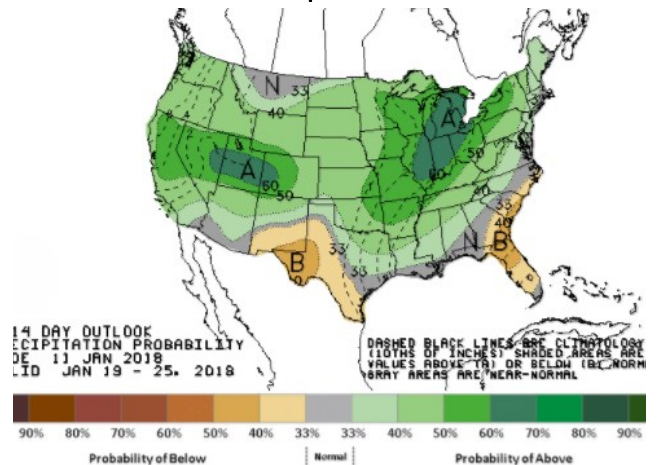 N 33
40
A
60
50
A
60
50
40
33
40
N
B
33
33
B
14 DAY OUTLOOK
ECIPITATION PROBABILITY
DE 11 JAN 2018
LID JAN 19 - 25, 2018
DASHED BLACK LINES ARE CLIMATOLOGY
(10THS OF INCHES) SHADED AREAS ARE
VALUES ABOVE (A) OR BELOW (B) NORM
GRAY AREAS ARE NEAR-NORMAL
90% 80% 70% 60% 50% 40% 33% 33% 40% 50% 60% 70% 80% 90%
Probability of Below Normal Probability of Above